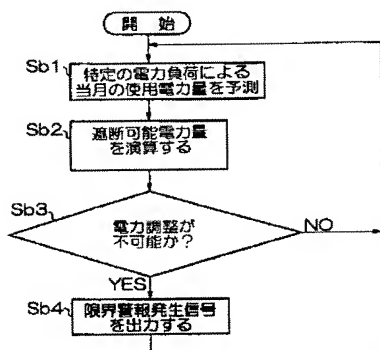 開　始
Sb1
特定の電力負荷による
当月の使用電力量を予測
Sb2
遮断可能電力量
を演算する
Sb3
電力調整が
不可能か？
NO
YES
Sb4
限界警報発生信号
を出力する